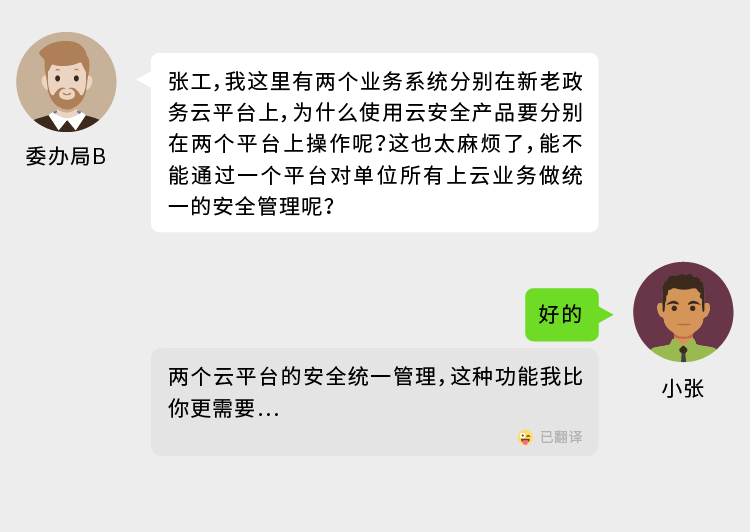 张工，我这里有两个业务系统分别在新老政
务云平台上，为什么使用云安全产品要分别
在两个平台上操作呢？这也太麻烦了，能不
能通过一个平台对单位所有上云业务做统
一的安全管理呢？
委办局B
好的
小张
两个云平台的安全统一管理，这种功能我比
你更需要…
已翻译